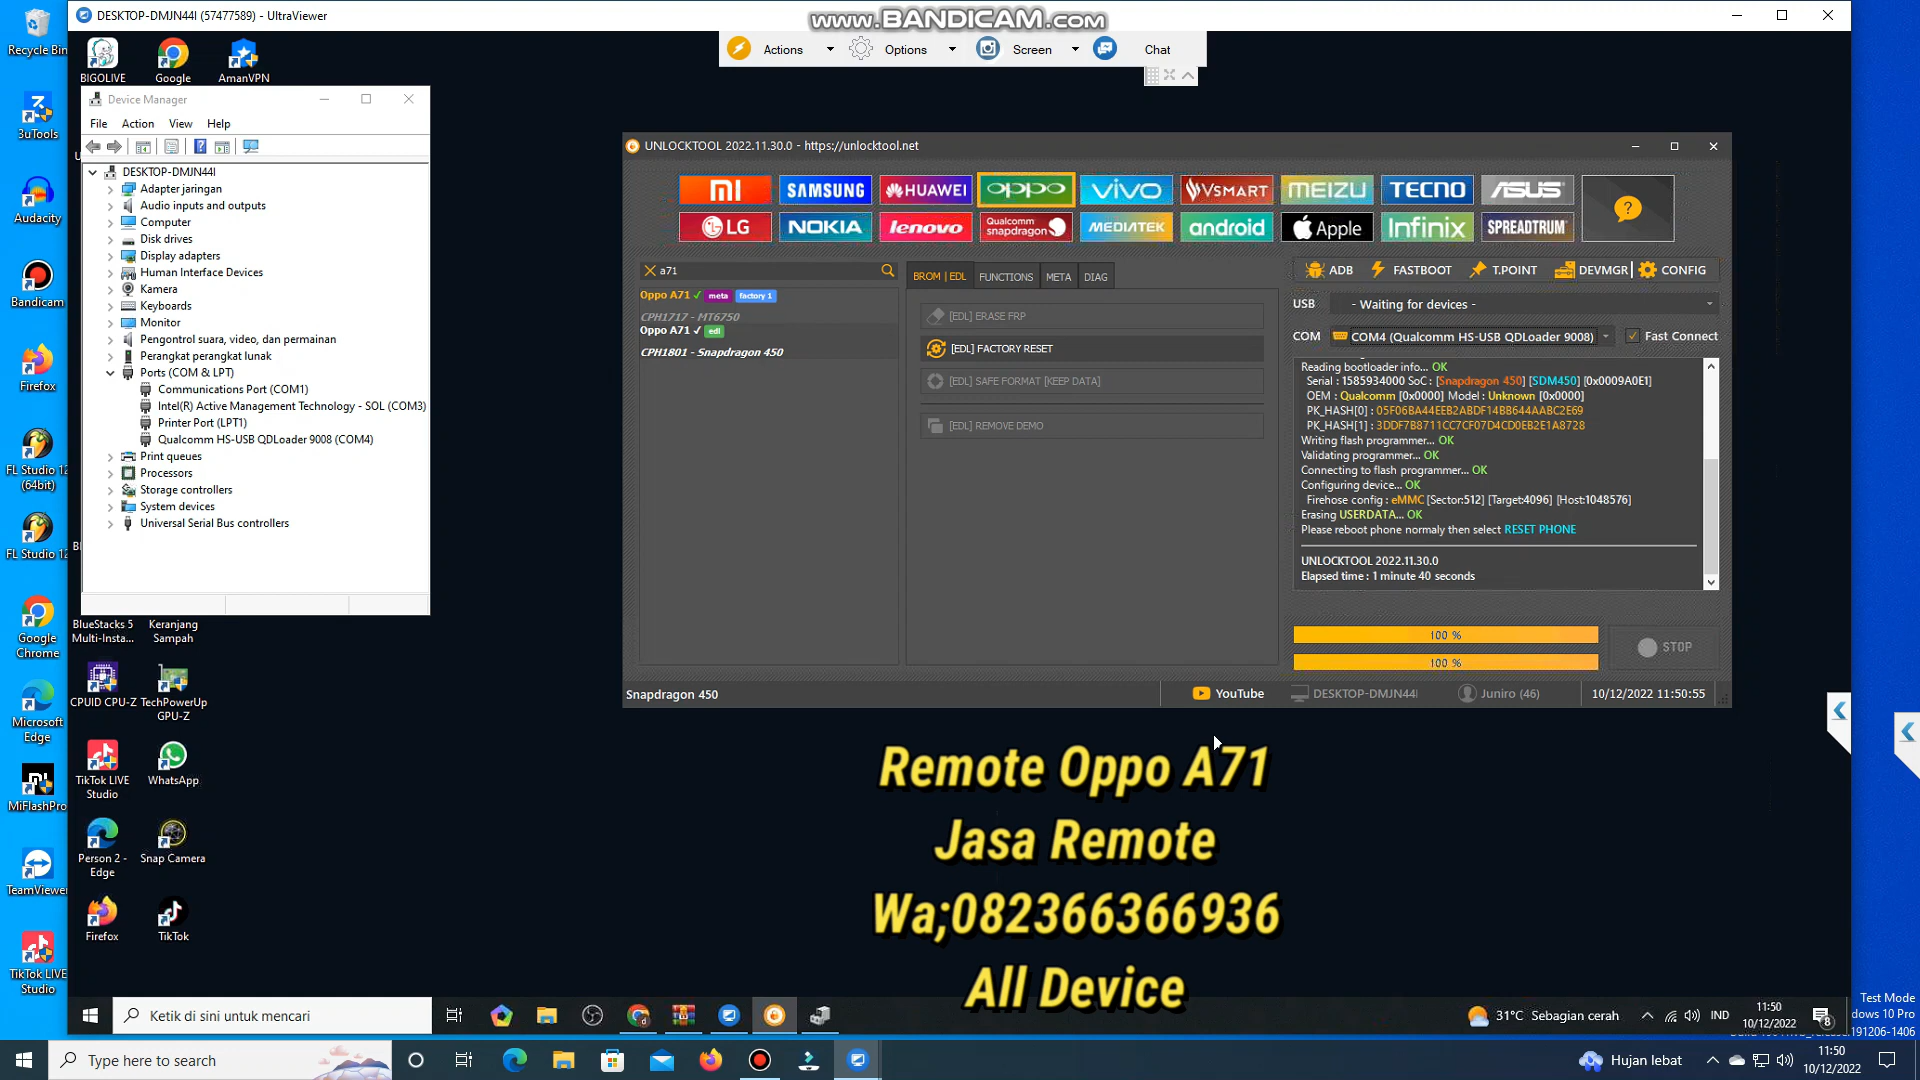 DESKTOP-DMJN44I (57477589) - UltraViewer
www.BANDICAM.com
Actions
Options
Screen
Chat
Recycle Bin
3uTools
Audacity
Bandicam
Firefox
FL Studio 12 (64bit)
FL Studio 12
Google Chrome
Microsoft Edge
MiFlashPro
TeamViewer
TikTok LIVE Studio
BIGOLIVE
Google
AmanVPN
Device Manager
File Action View Help
DESKTOP-DMJN44I
Adapter jaringan
Audio inputs and outputs
Computer
Disk drives
Display adapters
Human Interface Devices
Kamera
Keyboards
Monitor
Pengontrol suara, video, dan permainan
Perangkat perangkat lunak
Ports (COM & LPT)
Communications Port (COM1)
Intel(R) Active Management Technology - SOL (COM3)
Printer Port (LPT1)
Qualcomm HS-USB QDLoader 9008 (COM4)
Print queues
Processors
Storage controllers
System devices
Universal Serial Bus controllers
BlueStacks 5 Multi-Insta...
Keranjang Sampah
CPUID CPU-Z
TechPowerUp GPU-Z
TikTok LIVE Studio
WhatsApp
Person 2 - Edge
Snap Camera
Firefox
TikTok
UNLOCKTOOL 2022.11.30.0 - https://unlocktool.net
MI SAMSUNG HUAWEI OPPO vivo VSMART MEIZU TECNO ASUS
LG NOKIA lenovo Qualcomm snapdragon MEDIATEK android Apple Infinix SPREADTRUM
?
a71
Oppo A71 ✓ meta factory 1
CPH1717 - MT6750
Oppo A71 ✓ edl
CPH1801 - Snapdragon 450
BROM | EDL FUNCTIONS META DIAG
[EDL] ERASE FRP
[EDL] FACTORY RESET
[EDL] SAFE FORMAT [KEEP DATA]
[EDL] REMOVE DEMO
ADB FASTBOOT T.POINT DEVMGR CONFIG
USB - Waiting for devices -
COM COM4 (Qualcomm HS-USB QDLoader 9008) Fast Connect
Reading bootloader info... OK
Serial : 1585934000 SoC : [Snapdragon 450] [SDM450] [0x0009A0E1]
OEM : Qualcomm [0x0000] Model : Unknown [0x0000]
PK_HASH[0] : 05F06BA44EEB2ABDF14BB644AABC2E69
PK_HASH[1] : 3DDF7B8711CC7CF07D4CD0EB2E1A8728
Writing flash programmer... OK
Validating programmer... OK
Connecting to flash programmer... OK
Configuring device... OK
Firehose config : eMMC [Sector:512] [Target:4096] [Host:1048576]
Erasing USERDATA... OK
Please reboot phone normaly then select RESET PHONE
UNLOCKTOOL 2022.11.30.0
Elapsed time : 1 minute 40 seconds
100 %
100 %
STOP
Snapdragon 450
YouTube
DESKTOP-DMJN44I
Juniro (46)
10/12/2022 11:50:55
Remote Oppo A71
Jasa Remote
Wa;082366366936
All Device
Ketik di sini untuk mencari
31°C Sebagian cerah
IND
11:50
10/12/2022
8
Test Mode
dows 10 Pro
191206-1406
Type here to search
Hujan lebat
11:50
10/12/2022